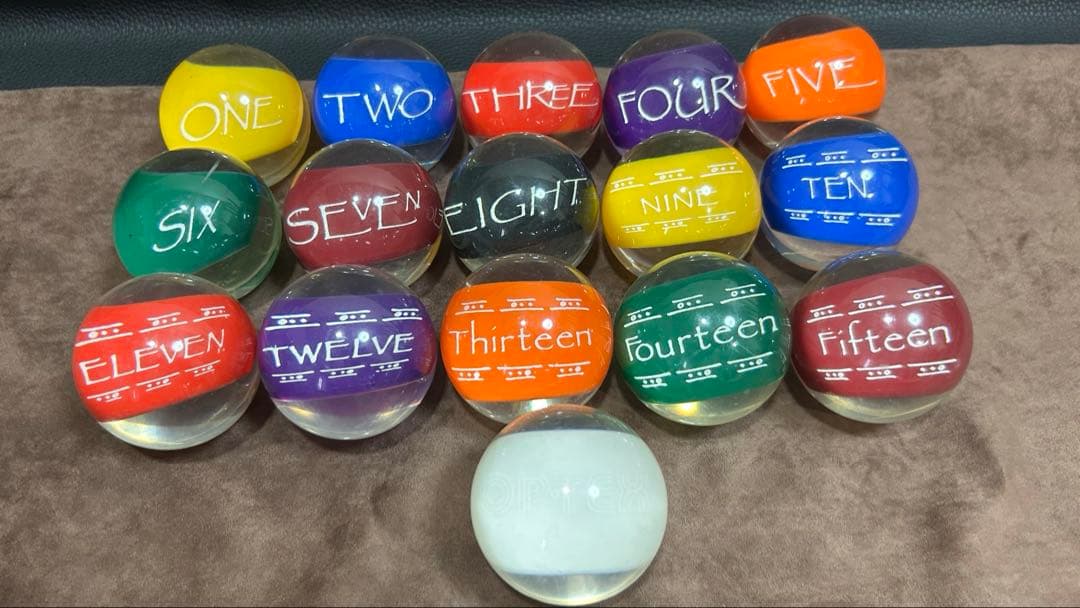 ONE
TWO
THREE
FOUR
FIVE
SIX
SEVEN
EIGHT
NINE
TEN
ELEVEN
TWELVE
Thirteen
Fourteen
Fifteen